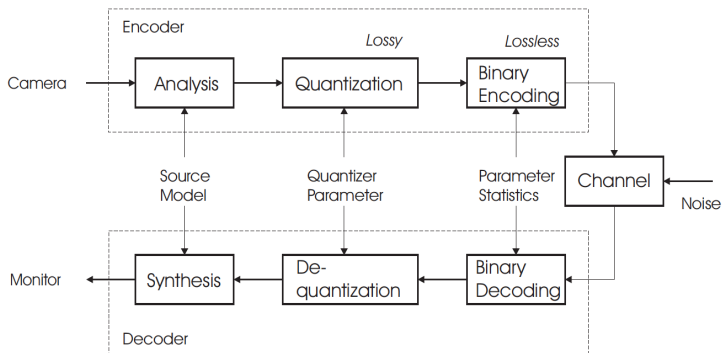 Encoder
Lossy
Lossless
Camera
Analysis
Quantization
Binary
Encoding
Source
Model
Quantizer
Parameter
Parameter
Statistics
Channel
Noise
Monitor
Synthesis
De-
quantization
Binary
Decoding
Decoder